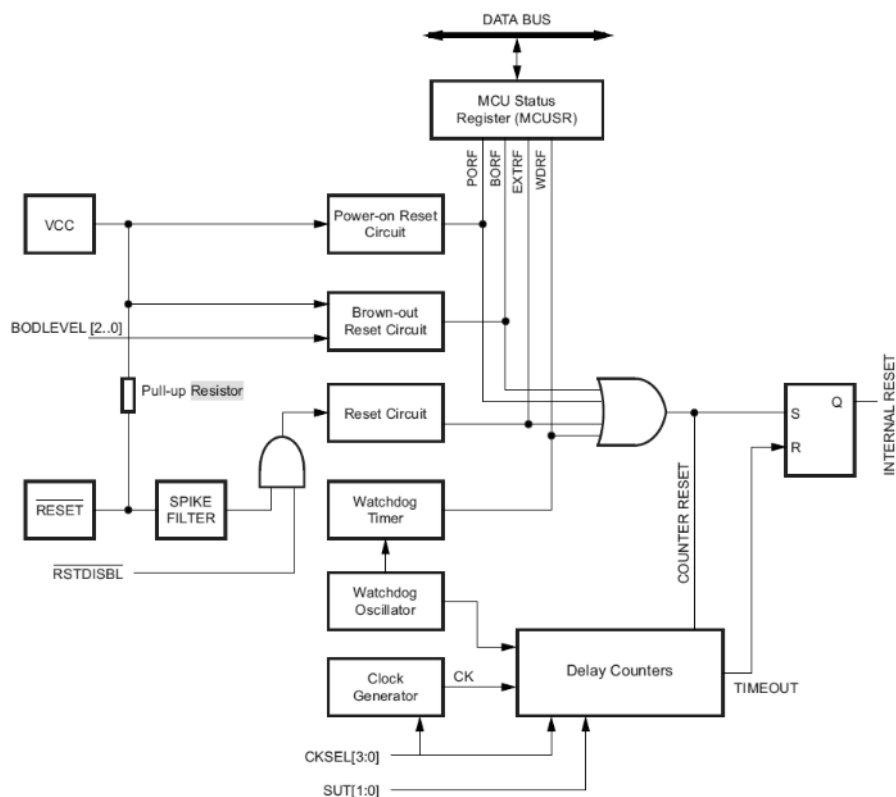 DATA BUS
MCU Status
Register (MCUSR)
PORF
BORF
EXTRF
WDRF
VCC
Power-on Reset
Circuit
BODLEVEL [2..0]
Brown-out
Reset Circuit
Pull-up Resistor
Reset Circuit
S
Q
R
INTERNAL RESET
RESET
SPIKE
FILTER
Watchdog
Timer
COUNTER RESET
RSTDISBL
Watchdog
Oscillator
Clock
Generator
CK
Delay Counters
TIMEOUT
CKSEL[3:0]
SUT[1:0]